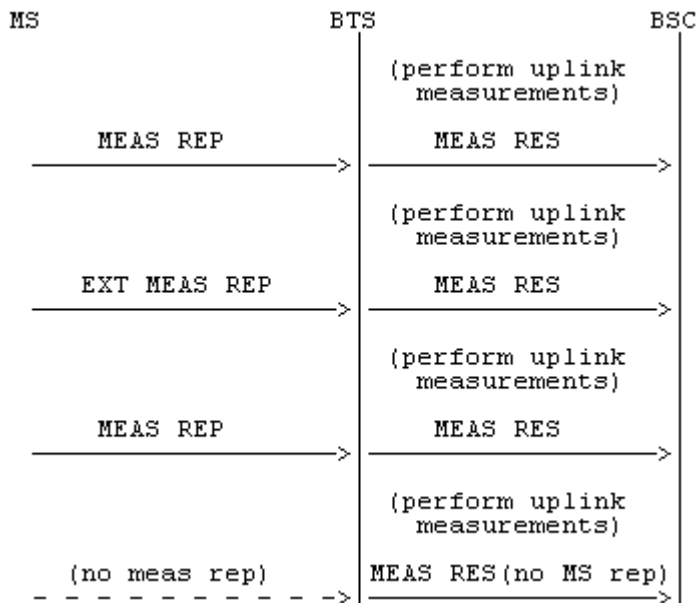 MS BTS BSC
(perform uplink
measurements)
MEAS REP MEAS RES
(perform uplink
measurements)
EXT MEAS REP MEAS RES
(perform uplink
measurements)
MEAS REP MEAS RES
(perform uplink
measurements)
(no meas rep) MEAS RES(no MS rep)